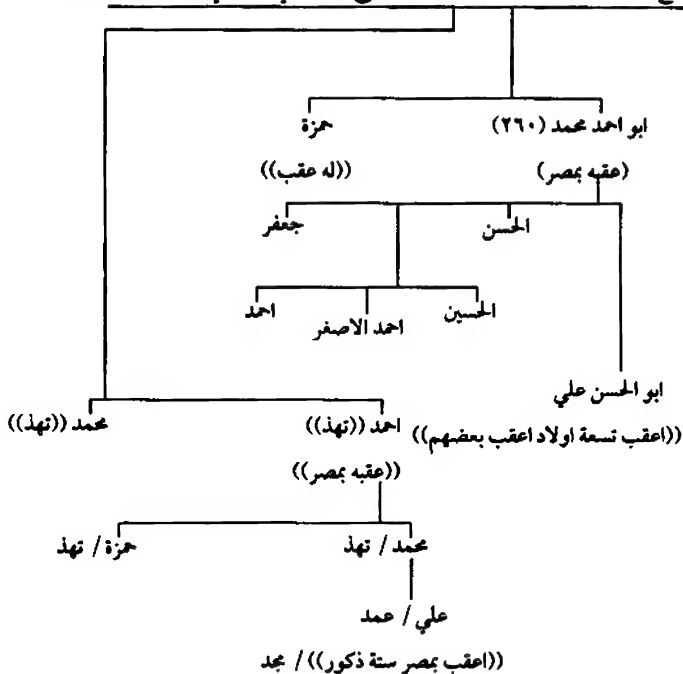 ابو احمد محمد (٢٦٠) حمزة
(عقبه بمصر) ((له عقب))
الحسن جعفر
الحسين احمد الاصفر احمد
ابو الحسن علي
احمد ((تهذ)) محمد ((تهذ))
((اعقب تسعة اولاد اعقب بعضهم))
((عقبه بمصر))
محمد / تهذ حمزة / تهذ
علي / عمد
((اعقب بمصر ستة ذكور)) / مجد